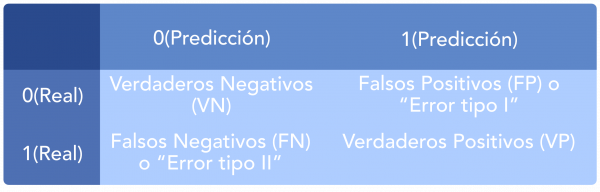 0(Predicción) 1(Predicción)
0(Real) Verdaderos Negativos (VN) Falsos Positivos (FP) o “Error tipo I”
1(Real) Falsos Negativos (FN) o “Error tipo II” Verdaderos Positivos (VP)